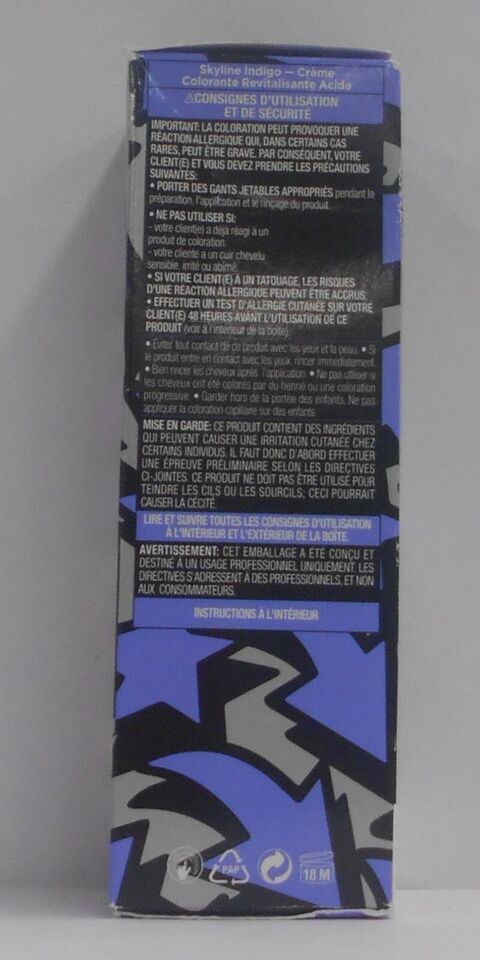 Skyline Indigo — Crème
Colorante Revitalisante Acide
⚠CONSIGNES D'UTILISATION
ET DE SÉCURITÉ
IMPORTANT: LA COLORATION PEUT PROVOQUER UNE
RÉACTION ALLERGIQUE QUI, DANS CERTAINS CAS
RARES, PEUT ÊTRE GRAVE. PAR CONSÉQUENT, VOTRE
CLIENT(E) ET VOUS DEVEZ PRENDRE LES PRÉCAUTIONS
SUIVANTES:
• PORTER DES GANTS JETABLES APPROPRIÉS pendant la
préparation, l'application et le rinçage du produit.
• NE PAS UTILISER SI:
- votre client(e) a déjà réagi à un
produit de coloration.
- votre cliente a un cuir chevelu
sensible, irrité ou abîmé.
• SI VOTRE CLIENT(E) A UN TATOUAGE, LES RISQUES
D'UNE RÉACTION ALLERGIQUE PEUVENT ÊTRE ACCRUS.
• EFFECTUER UN TEST D'ALLERGIE CUTANÉE SUR VOTRE
CLIENT(E) 48 HEURES AVANT L'UTILISATION DE CE
PRODUIT (voir à l'intérieur de la boîte).
• Éviter tout contact de ce produit avec les yeux et la peau. • Si
le produit entre en contact avec les yeux, rincer immédiatement.
• Bien rincer les cheveux après l'application. • Ne pas utiliser si
les cheveux ont été colorés par du henné ou une coloration
progressive. • Garder hors de la portée des enfants. Ne pas
appliquer la coloration capillaire sur des enfants.
MISE EN GARDE: CE PRODUIT CONTIENT DES INGRÉDIENTS
QUI PEUVENT CAUSER UNE IRRITATION CUTANÉE CHEZ
CERTAINS INDIVIDUS. IL FAUT DONC D'ABORD EFFECTUER
UNE ÉPREUVE PRÉLIMINAIRE SELON LES DIRECTIVES
CI-JOINTES. CE PRODUIT NE DOIT PAS ÊTRE UTILISÉ POUR
TEINDRE LES CILS OU LES SOURCILS; CECI POURRAIT
CAUSER LA CÉCITÉ.
LIRE ET SUIVRE TOUTES LES CONSIGNES D'UTILISATION
À L'INTÉRIEUR ET L'EXTÉRIEUR DE LA BOÎTE.
AVERTISSEMENT: CET EMBALLAGE A ÉTÉ CONÇU ET
DESTINÉ À UN USAGE PROFESSIONNEL UNIQUEMENT. LES
DIRECTIVES S'ADRESSENT À DES PROFESSIONNELS, ET NON
AUX CONSOMMATEURS.
INSTRUCTIONS À L'INTÉRIEUR
PAP
18 M